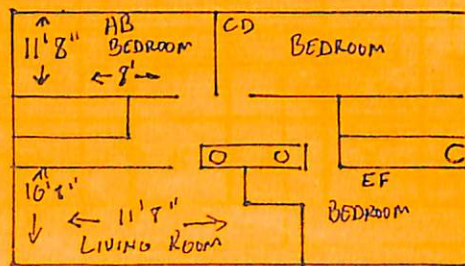 AB
BEDROOM
11' 8"
8'
CD
BEDROOM
EF
BEDROOM
10' 8"
11' 8"
LIVING ROOM